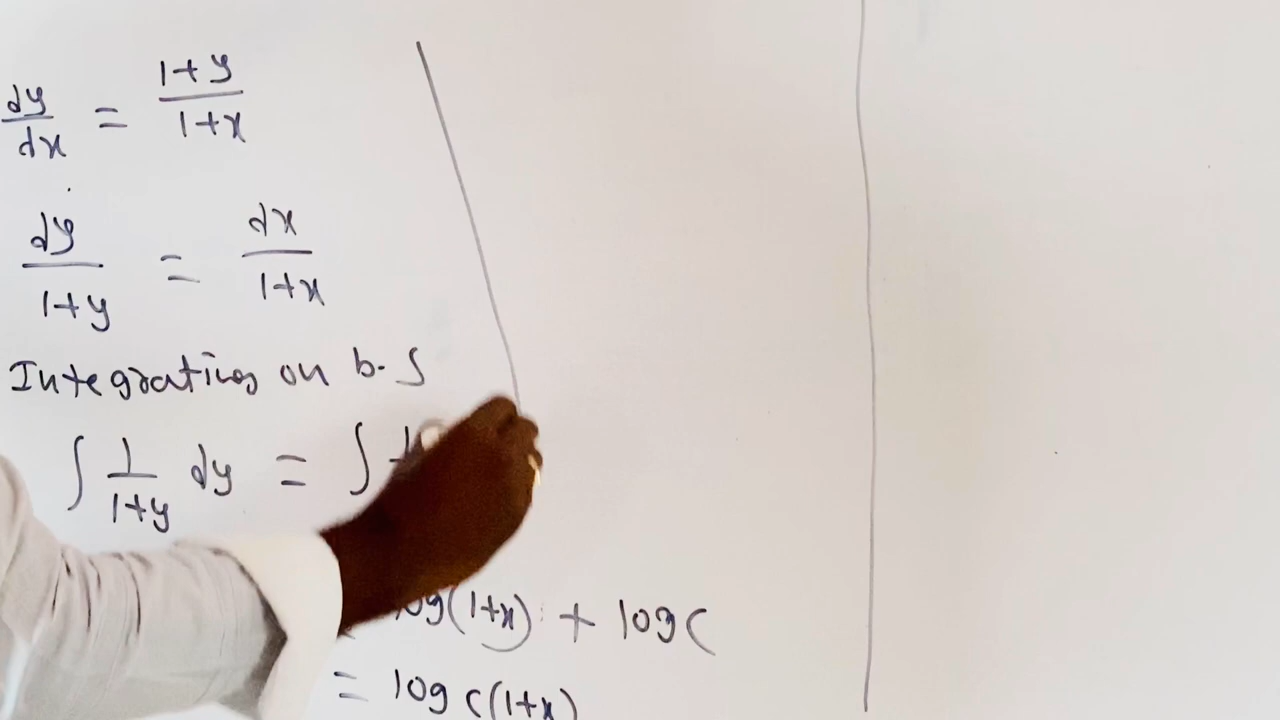 dy/dx = 1+y/1+x
dy/1+y = dx/1+x
Integrating on b.s
∫ 1/1+y dy = ∫
log(1+x) + log c
= log c(1+x)